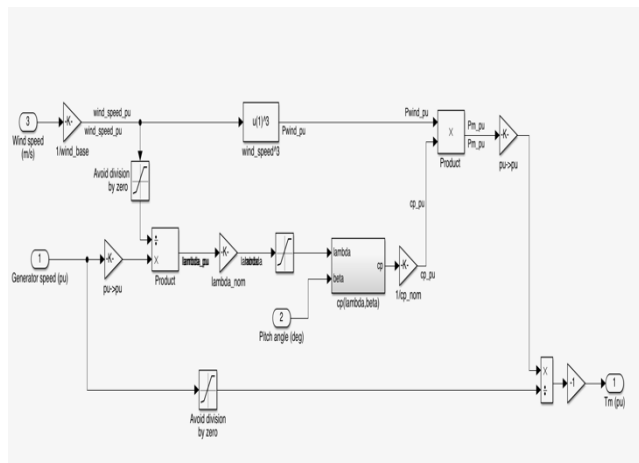 wind_speed_pu
wind_speed_pu
3
Wind speed
(m/s)
-K-
1/wind_base
u(1)^3
wind_speed^3
Pwind_pu
Pwind_pu
x
Product
Pm_pu
Pm_pu
-K-
pu->pu
Avoid division
by zero
cp_pu
1
Generator speed (pu)
-K-
pu->pu
÷
x
Product
lambda_pu
-K-
lambda_nom
lambda
beta
cp
cp(lambda,beta)
-K-
cp_pu
1/cp_nom
2
Pitch angle (deg)
Avoid division
by zero
x
÷
-1
1
Tm (pu)